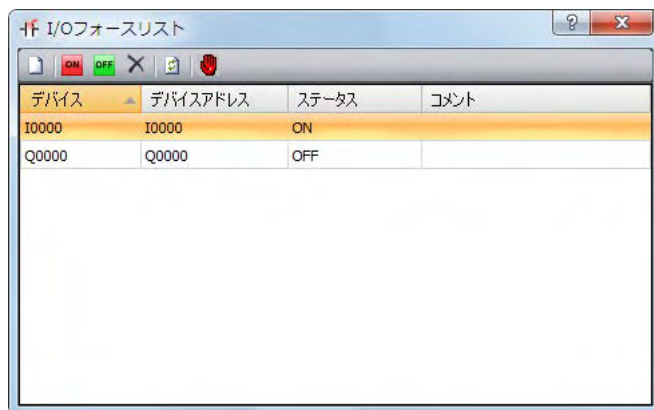 I/Oフォースリスト ?
ON OFF
デバイス デバイスアドレス ステータス コメント
I0000 I0000 ON
Q0000 Q0000 OFF